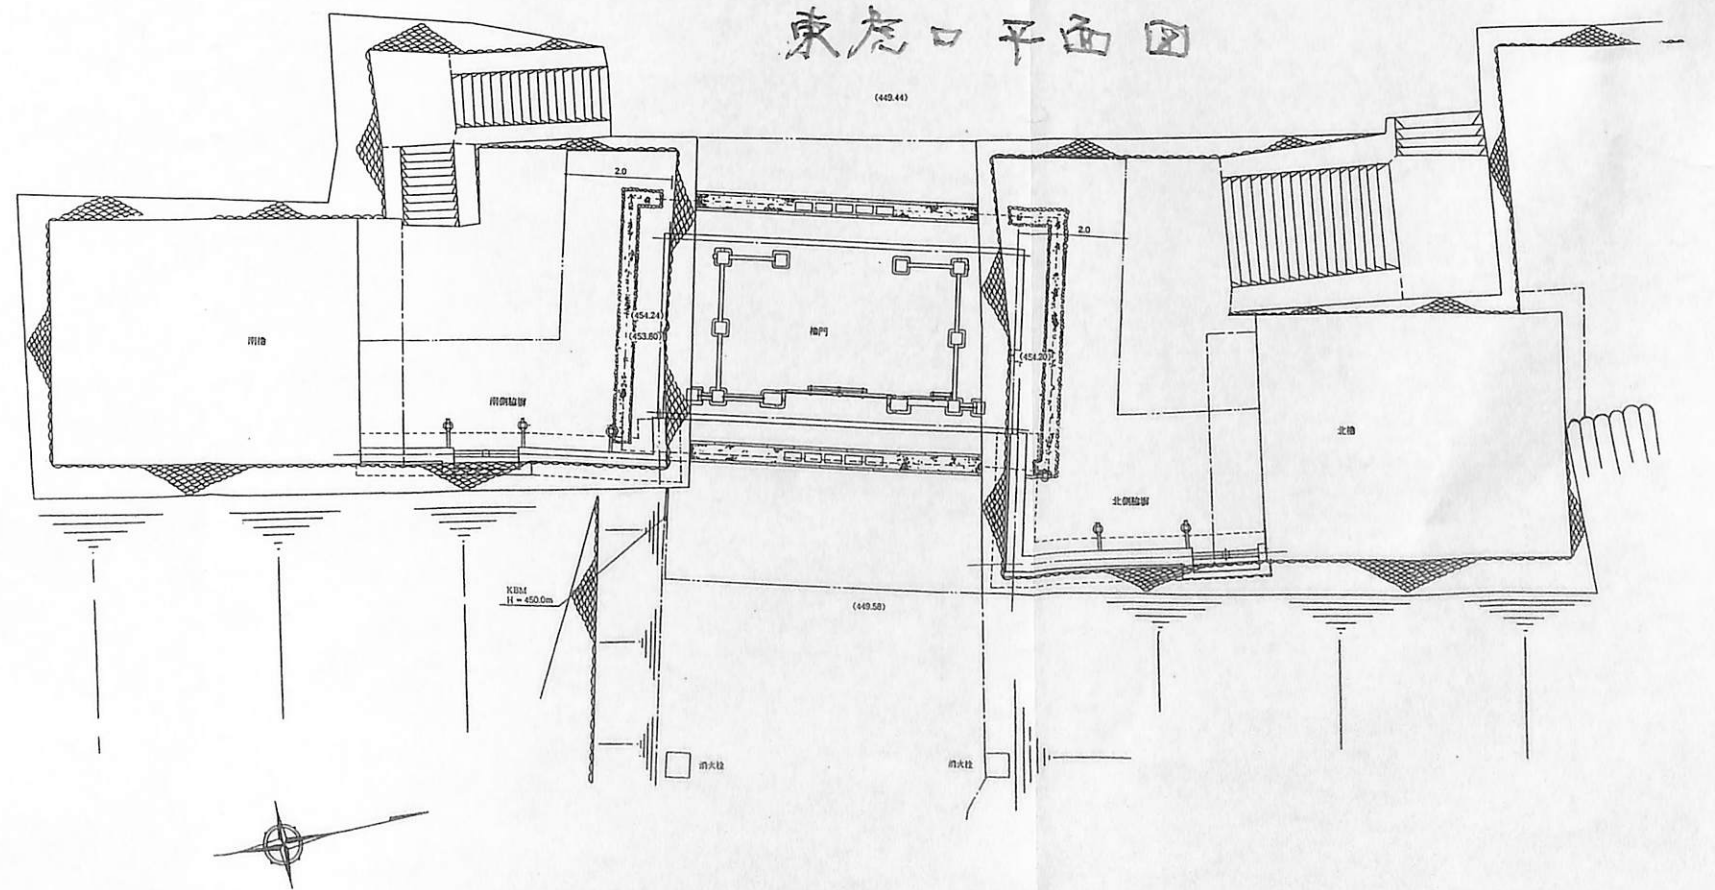 東虎口平面図
(449.44)
2.0
2.0
(454.24)
(453.60)
(454.20)
櫓門
南櫓
南側脇塀
北櫓
北側脇塀
KBM
H = 450.0m
(449.58)
消火栓
消火栓